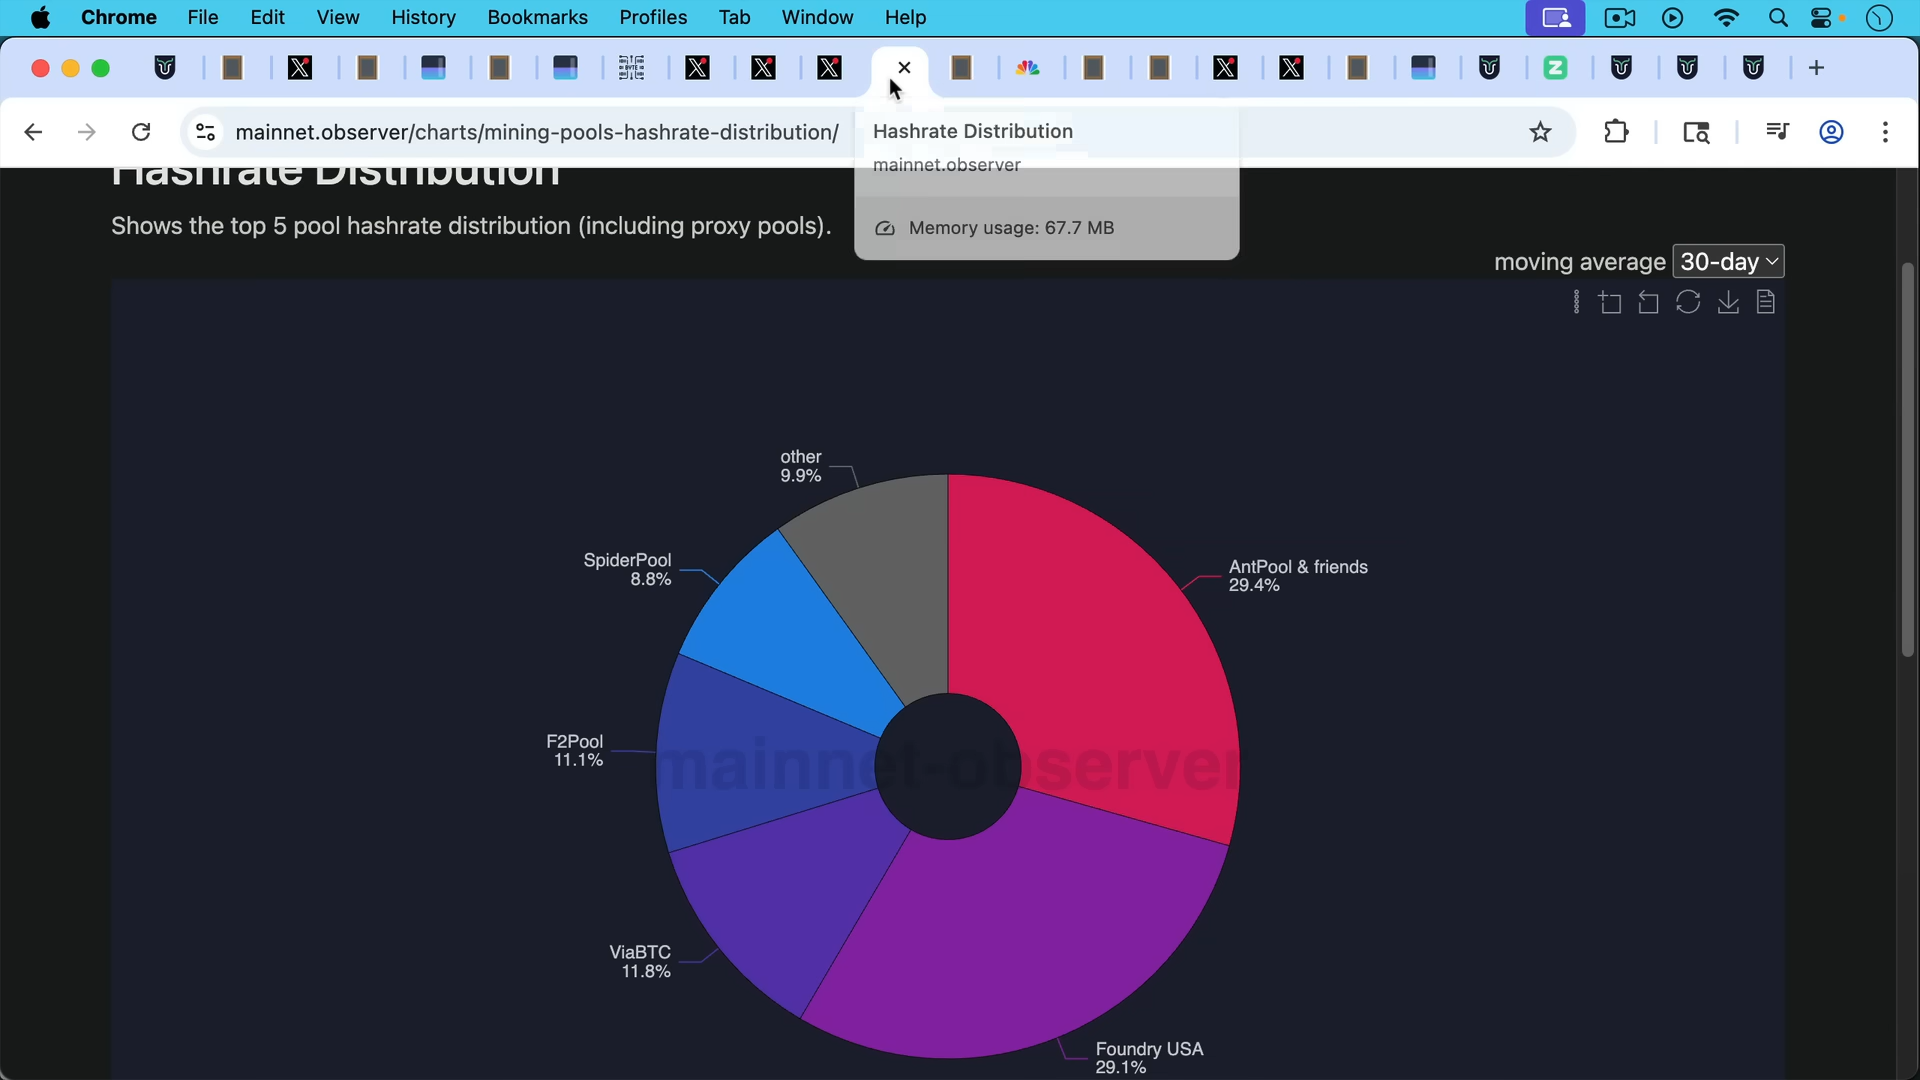 Chrome File Edit View History Bookmarks Profiles Tab Window Help
mainnet.observer/charts/mining-pools-hashrate-distribution/
Hashrate Distribution
mainnet.observer
Memory usage: 67.7 MB
Hashrate Distribution
Shows the top 5 pool hashrate distribution (including proxy pools).
moving average 30-day
other
9.9%
SpiderPool
8.8%
AntPool & friends
29.4%
F2Pool
11.1%
mainnet-observer
ViaBTC
11.8%
Foundry USA
29.1%